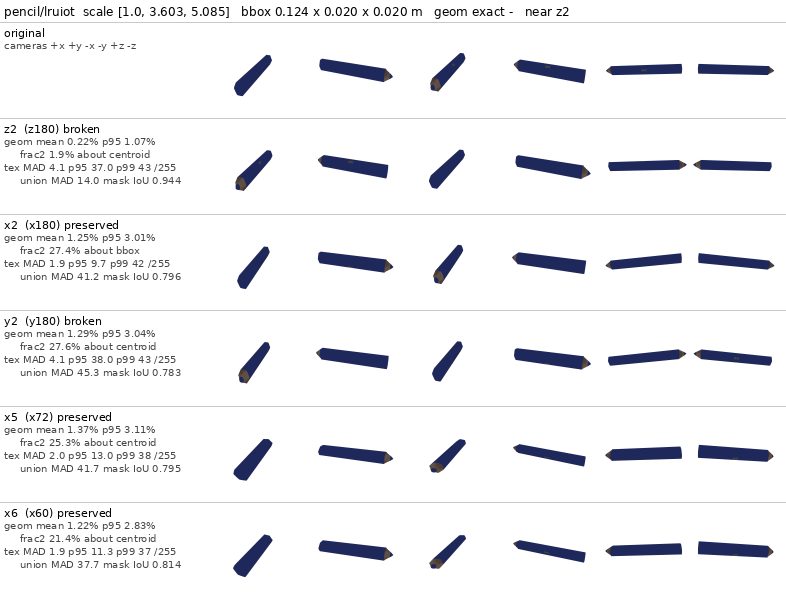 pencil/lruiot  scale [1.0, 3.603, 5.085]   bbox 0.124 x 0.020 x 0.020 m   geom exact -   near z2
original
cameras +x +y -x -y +z -z
z2  (z180) broken
geom mean 0.22% p95 1.07%
frac2 1.9% about centroid
tex MAD 4.1 p95 37.0 p99 43 /255
union MAD 14.0 mask IoU 0.944
x2  (x180) preserved
geom mean 1.25% p95 3.01%
frac2 27.4% about bbox
tex MAD 1.9 p95 9.7 p99 42 /255
union MAD 41.2 mask IoU 0.796
y2  (y180) broken
geom mean 1.29% p95 3.04%
frac2 27.6% about centroid
tex MAD 4.1 p95 38.0 p99 43 /255
union MAD 45.3 mask IoU 0.783
x5  (x72) preserved
geom mean 1.37% p95 3.11%
frac2 25.3% about centroid
tex MAD 2.0 p95 13.0 p99 38 /255
union MAD 41.7 mask IoU 0.795
x6  (x60) preserved
geom mean 1.22% p95 2.83%
frac2 21.4% about centroid
tex MAD 1.9 p95 11.3 p99 37 /255
union MAD 37.7 mask IoU 0.814